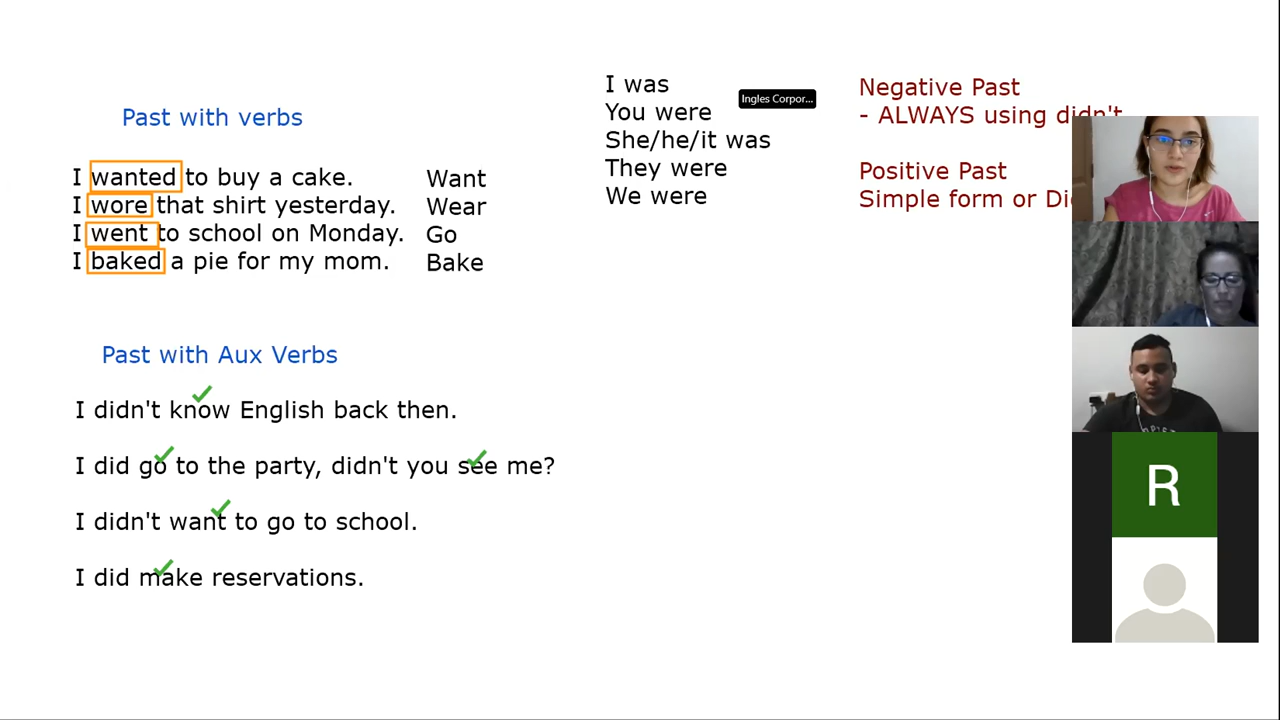 Past with verbs
I wanted to buy a cake.
I wore that shirt yesterday.
I went to school on Monday.
I baked a pie for my mom.
Want
Wear
Go
Bake
Past with Aux Verbs
I didn't know English back then.
I did go to the party, didn't you see me?
I didn't want to go to school.
I did make reservations.
I was
You were
She/he/it was
They were
We were
Ingles Corpor...
Negative Past
- ALWAYS using didn't
Positive Past
Simple form or
R